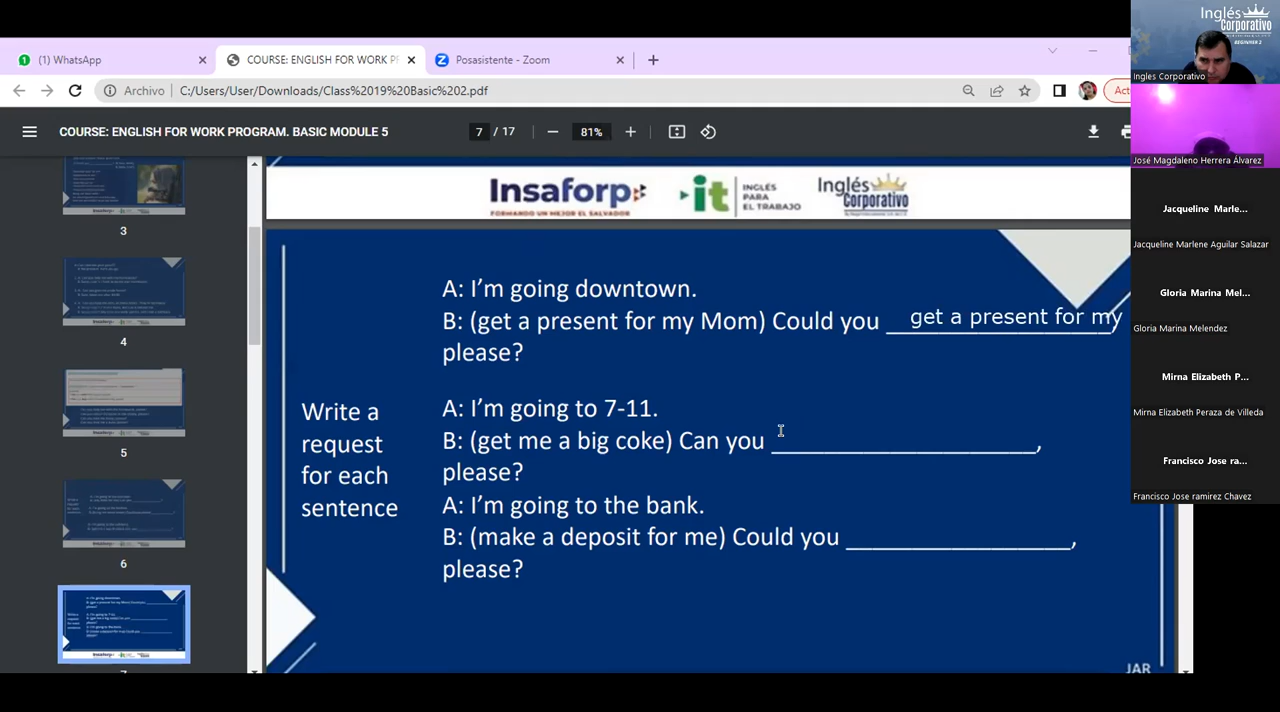 (1) WhatsApp
COURSE: ENGLISH FOR WORK PR
Posasistente - Zoom
Archivo
C:/Users/User/Downloads/Class%2019%20Basic%202.pdf
COURSE: ENGLISH FOR WORK PROGRAM. BASIC MODULE 5
7 / 17
81%
3
4
5
6
Insaforp
FORMANDO UN MEJOR EL SALVADOR
it
INGLÉS
PARA
EL TRABAJO
Inglés
Corporativo
Write a
request
for each
sentence
A: I'm going downtown.
B: (get a present for my Mom) Could you ____________________,
get a present for my
please?
A: I'm going to 7-11.
B: (get me a big coke) Can you ____________________,
please?
A: I'm going to the bank.
B: (make a deposit for me) Could you ____________________,
please?
JAR
Inglés
Corporativo
BEGINNER 2
Ingles Corporativo
José Magdaleno Herrera Álvarez
Jacqueline Marle...
Jacqueline Marlene Aguilar Salazar
Gloria Marina Mel...
Gloria Marina Melendez
Mirna Elizabeth P...
Mirna Elizabeth Peraza de Villeda
Francisco Jose ra...
Francisco Jose ramirez Chavez